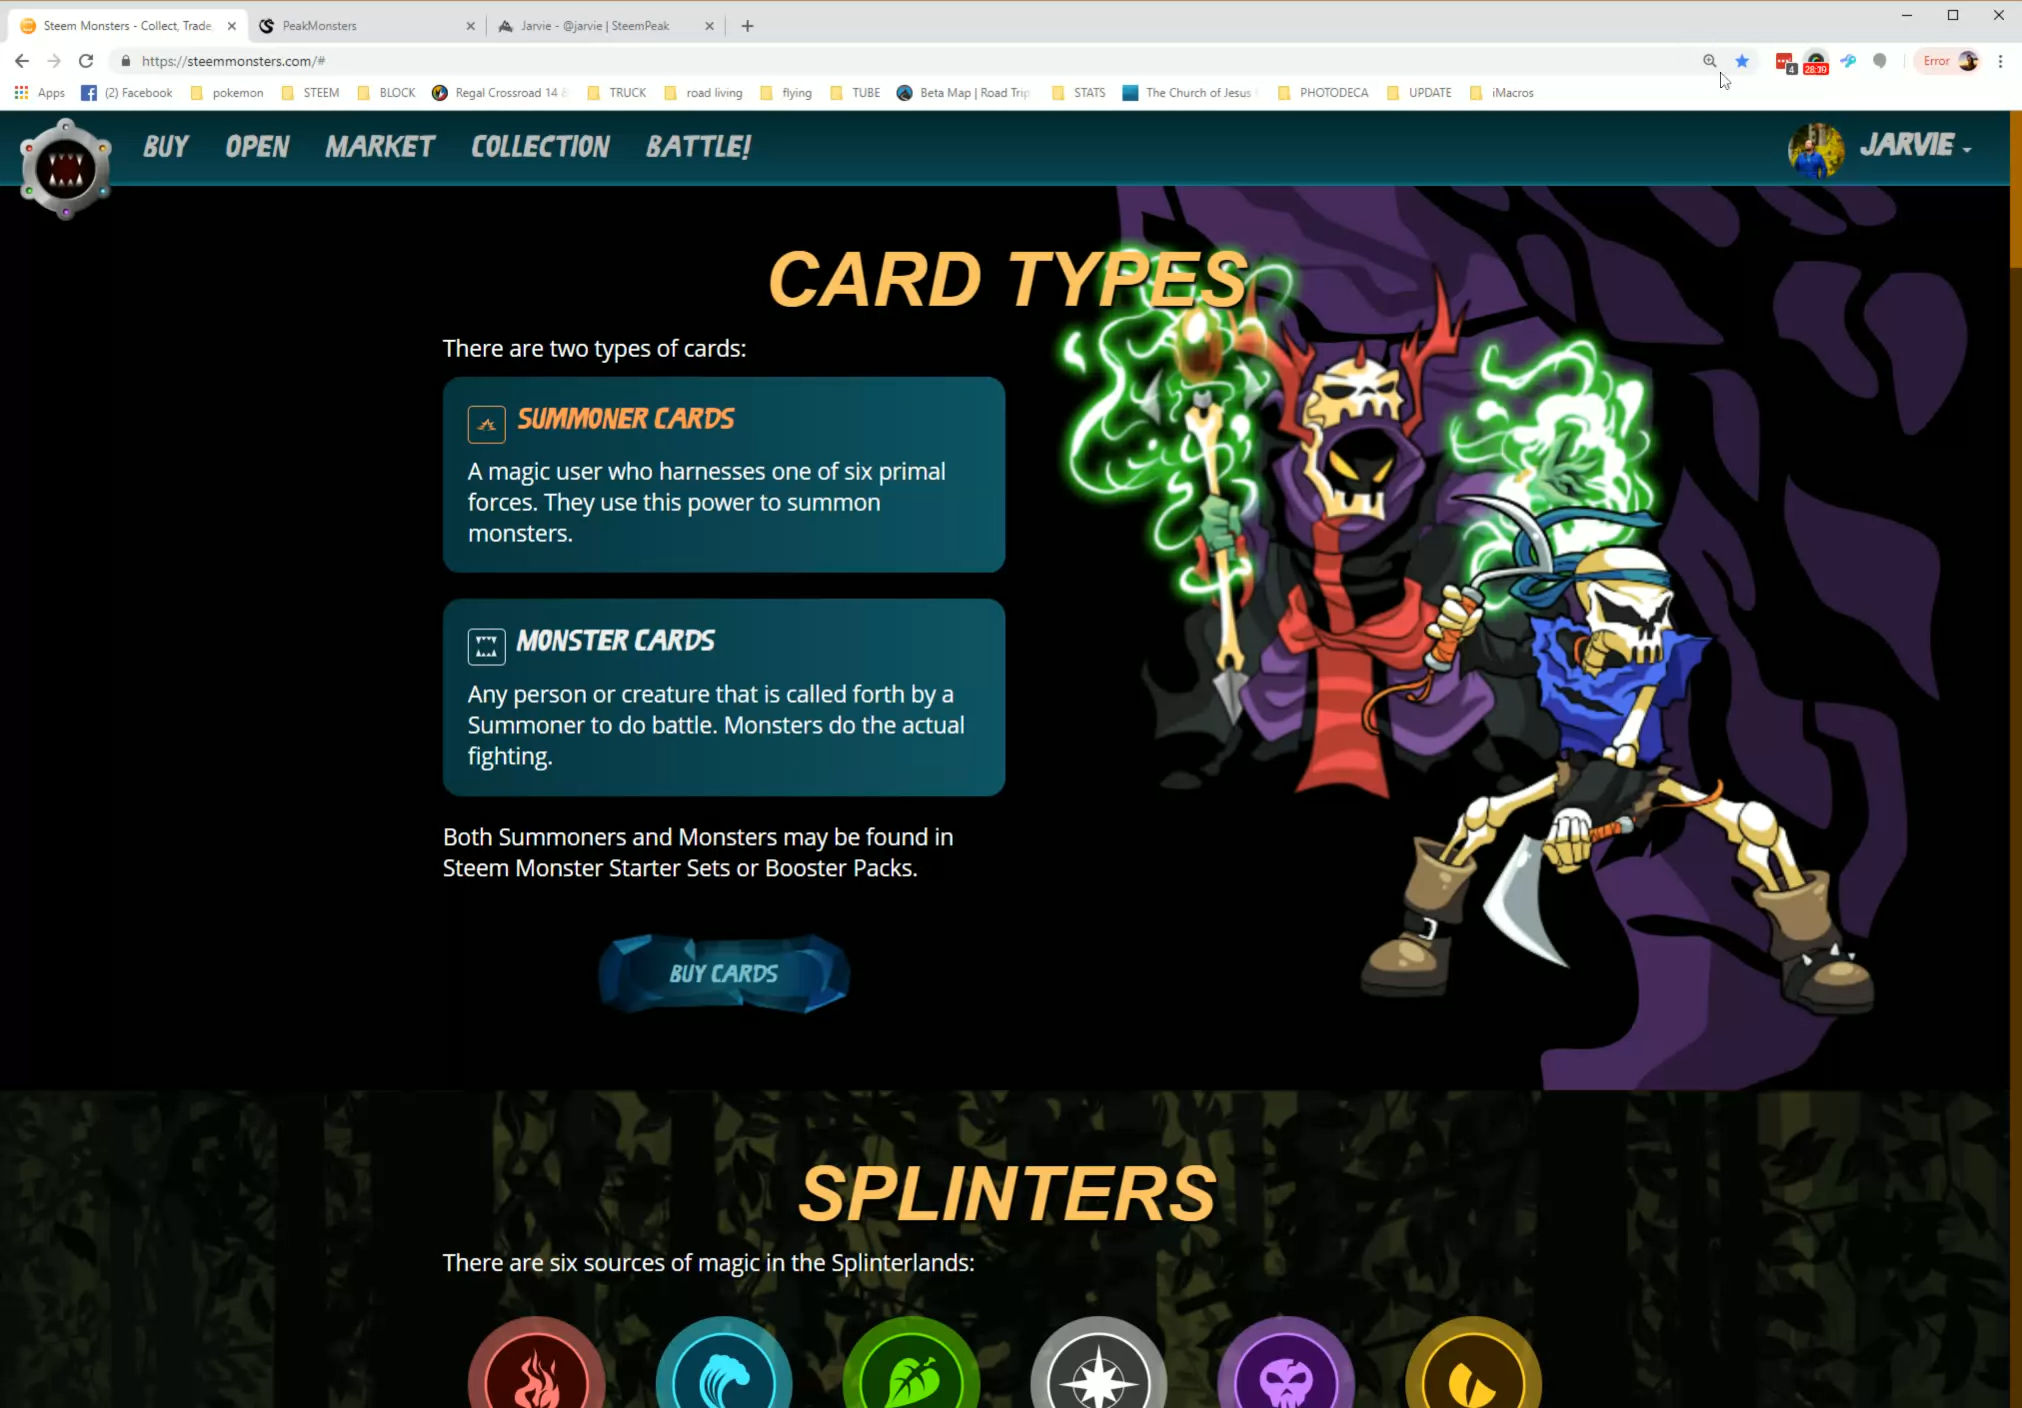 Steem Monsters - Collect, Trade
PeakMonsters
Jarvie - @jarvie | SteemPeak
https://steemmonsters.com/#
4
28:39
Error
Apps
(2) Facebook
pokemon
STEEM
BLOCK
Regal Crossroad 14 &
TRUCK
road living
flying
TUBE
Beta Map | Road Trip
STATS
The Church of Jesus
PHOTODECA
UPDATE
iMacros
BUY
OPEN
MARKET
COLLECTION
BATTLE!
JARVIE
CARD TYPES
There are two types of cards:
SUMMONER CARDS
A magic user who harnesses one of six primal
forces. They use this power to summon
monsters.
MONSTER CARDS
Any person or creature that is called forth by a
Summoner to do battle. Monsters do the actual
fighting.
Both Summoners and Monsters may be found in
Steem Monster Starter Sets or Booster Packs.
BUY CARDS
SPLINTERS
There are six sources of magic in the Splinterlands: